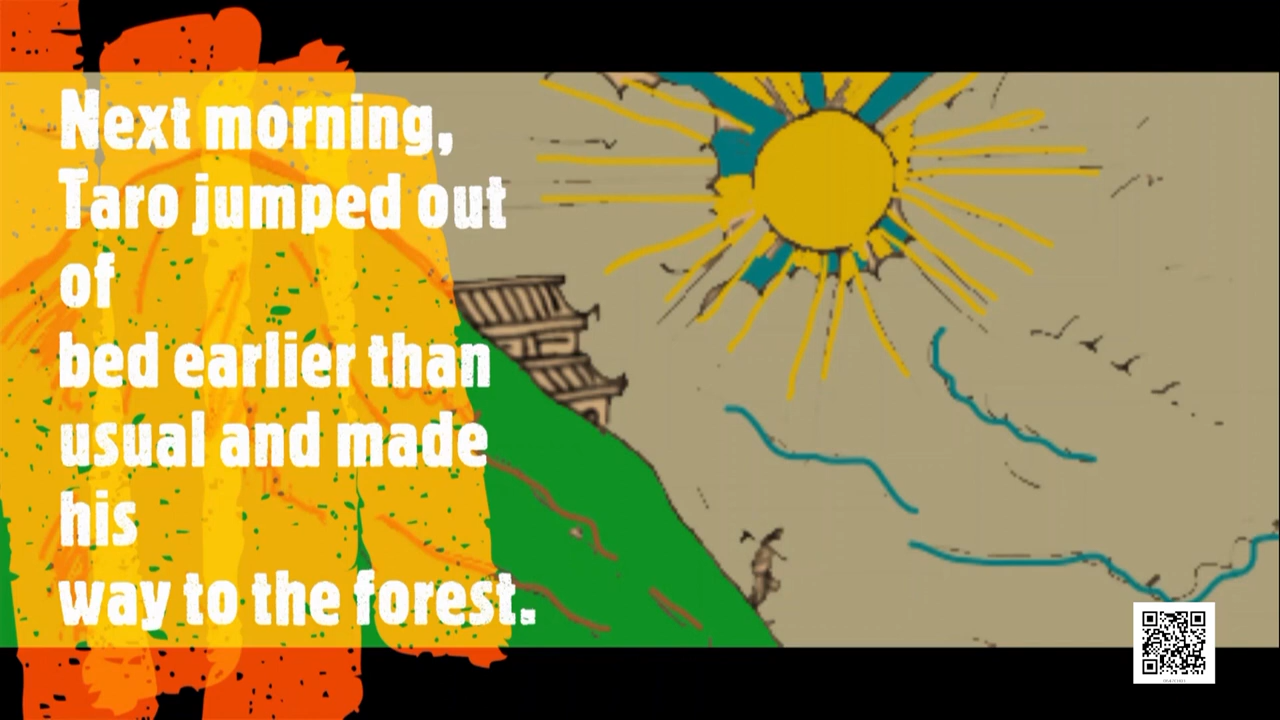 Next morning,
Taro jumped out
of
bed earlier than
usual and made
his
way to the forest.